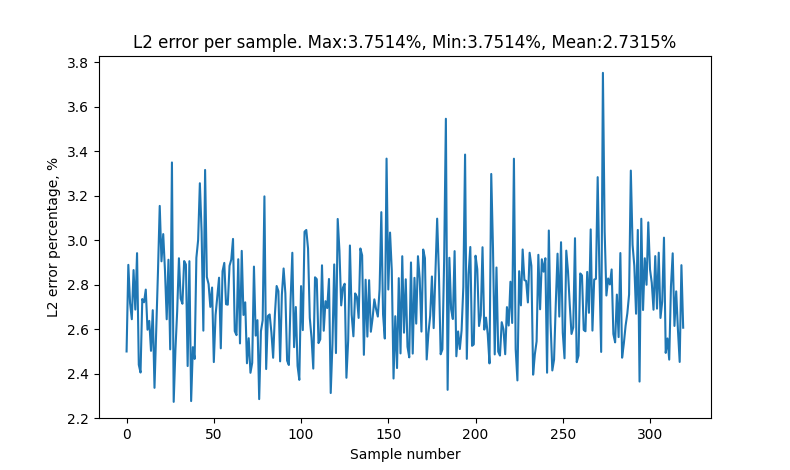 L2 error per sample. Max:3.7514%, Min:3.7514%, Mean:2.7315%
L2 error percentage, %
3.8
3.6
3.4
3.2
3.0
2.8
2.6
2.4
2.2
0 50 100 150 200 250 300
Sample number